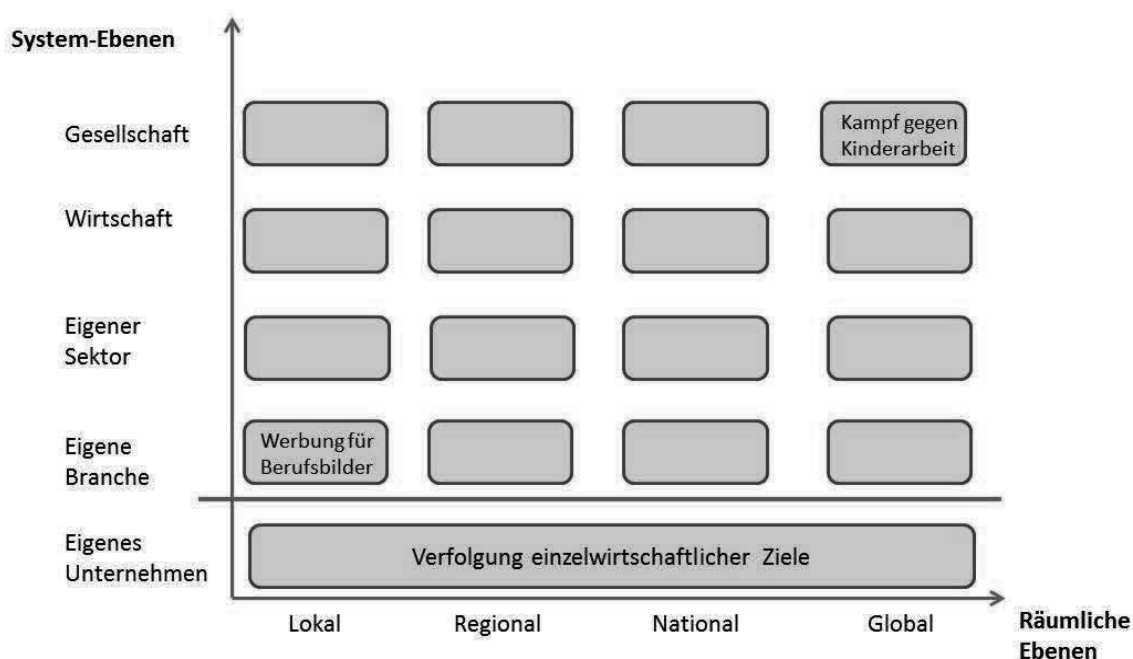 System-Ebenen
Gesellschaft
Kampf gegen
Kinderarbeit
Wirtschaft
Eigener
Sektor
Eigene
Branche
Werbung für
Berufsbilder
Eigenes
Unternehmen
Verfolgung einzelwirtschaftlicher Ziele
Lokal
Regional
National
Global
Räumliche
Ebenen